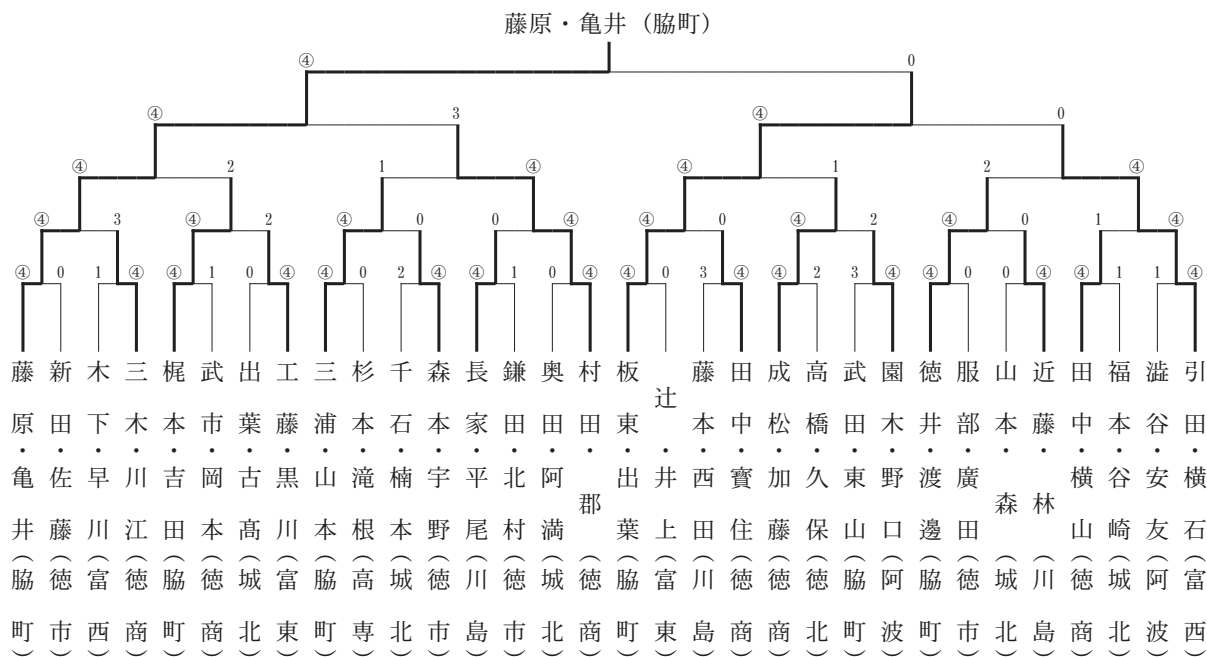 藤原・亀井（脇町）
④ 0
④ 3 ④ 0
④ 2 1 ④ ④ 1 2 ④
④ 3 ④ 2 ④ 0 0 ④ ④ 0 ④ 2 ④ 0 1 ④
④ 0 1 ④ ④ 1 0 ④ ④ 0 2 ④ ④ 1 0 ④ ④ 0 3 ④ ④ 2 3 ④ ④ 0 0 ④ ④ 1 1 ④
藤原・亀井（脇町）
新田・佐藤（徳市）
木下・早川（富西）
三木・川江（徳商）
梶本・吉田（脇町）
武市・岡本（徳商）
出葉・古髙（城北）
工藤・黒川（富東）
三浦・山本（脇町）
杉本・滝根（高専）
千石・楠本（城北）
森本・宇野（徳市）
長家・平尾（川島）
鎌田・北村（徳市）
奥田・阿満（城北）
村田・郡（徳商）
板東・出葉（脇町）
辻・井上（富東）
藤本・西田（川島）
田中・寳住（徳商）
成松・加藤（徳商）
高橋・久保（徳北）
武田・東山（脇町）
園木・野口（阿波）
徳井・渡邊（脇町）
服部・廣田（徳市）
山本・森（城北）
近藤・林（川島）
田中・横山（徳商）
福本・谷崎（城北）
澁谷・安友（阿波）
引田・横石（富西）